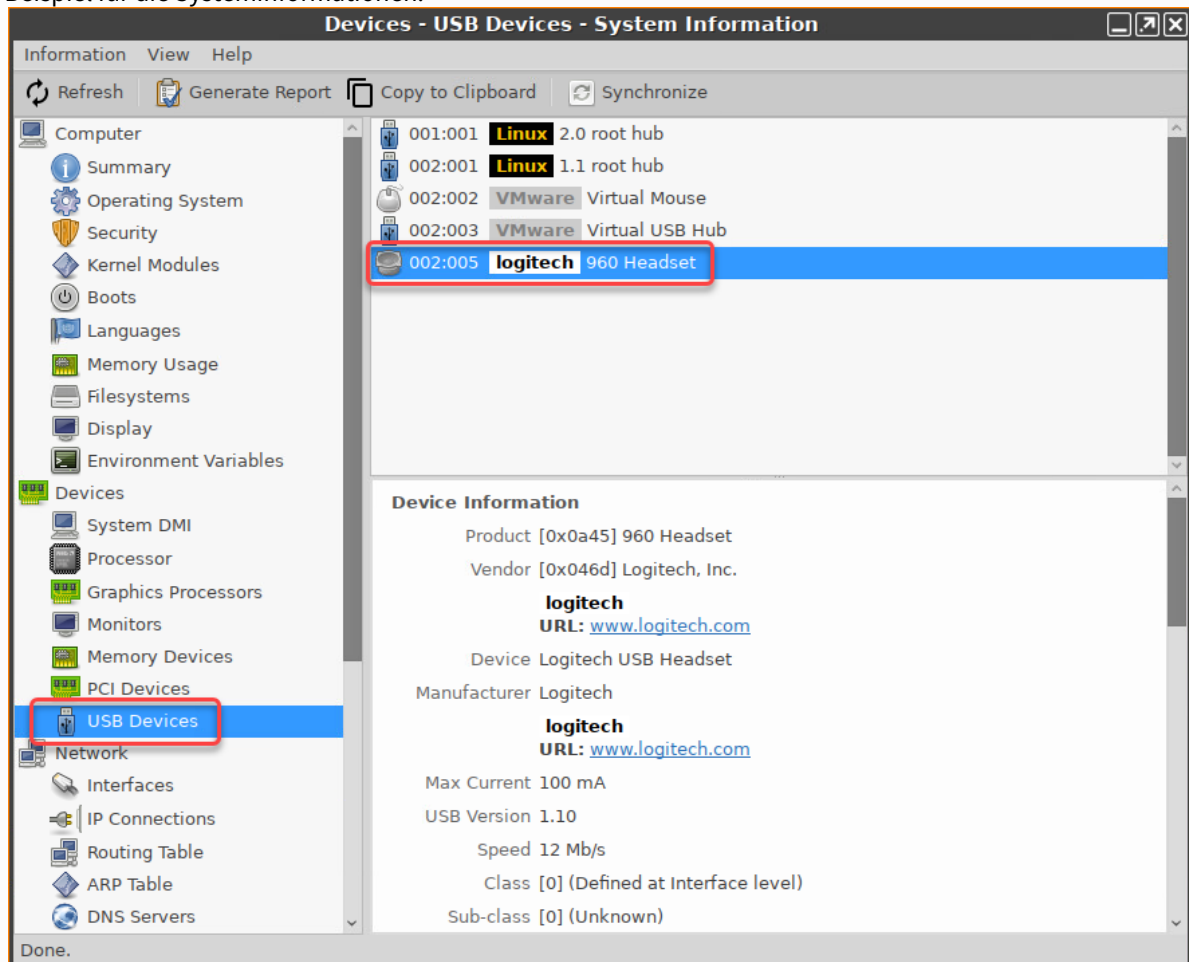 Beispiel für die Systeminformationen:
Devices - USB Devices - System Information
Information View Help
Refresh Generate Report Copy to Clipboard Synchronize
Computer
Summary
Operating System
Security
Kernel Modules
Boots
Languages
Memory Usage
Filesystems
Display
Environment Variables
Devices
System DMI
Processor
Graphics Processors
Monitors
Memory Devices
PCI Devices
USB Devices
Network
Interfaces
IP Connections
Routing Table
ARP Table
DNS Servers
001:001 Linux 2.0 root hub
002:001 Linux 1.1 root hub
002:002 VMware Virtual Mouse
002:003 VMware Virtual USB Hub
002:005 logitech 960 Headset
Device Information
Product [0x0a45] 960 Headset
Vendor [0x046d] Logitech, Inc.
logitech
URL: www.logitech.com
Device Logitech USB Headset
Manufacturer Logitech
logitech
URL: www.logitech.com
Max Current 100 mA
USB Version 1.10
Speed 12 Mb/s
Class [0] (Defined at Interface level)
Sub-class [0] (Unknown)
Done.